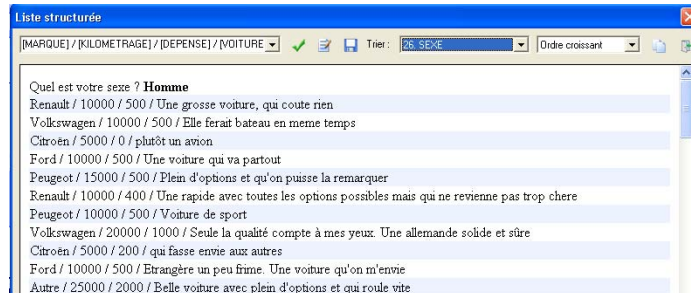 Liste structurée
[MARQUE] / [KILOMETRAGE] / [DEPENSE] / [VOITURE Trier : 26. SEXE Ordre croissant
Quel est votre sexe ? Homme
Renault / 10000 / 500 / Une grosse voiture, qui coute rien
Volkswagen / 10000 / 500 / Elle ferait bateau en meme temps
Citroën / 5000 / 0 / plutôt un avion
Ford / 10000 / 500 / Une voiture qui va partout
Peugeot / 15000 / 500 / Plein d'options et qu'on puisse la remarquer
Renault / 10000 / 400 / Une rapide avec toutes les options possibles mais qui ne revienne pas trop chere
Peugeot / 10000 / 500 / Voiture de sport
Volkswagen / 20000 / 1000 / Seule la qualité compte à mes yeux. Une allemande solide et sûre
Citroën / 5000 / 200 / qui fasse envie aux autres
Ford / 10000 / 500 / Etrangère un peu frime. Une voiture qu'on m'envie
Autre / 25000 / 2000 / Belle voiture avec plein d'options et qui roule vite